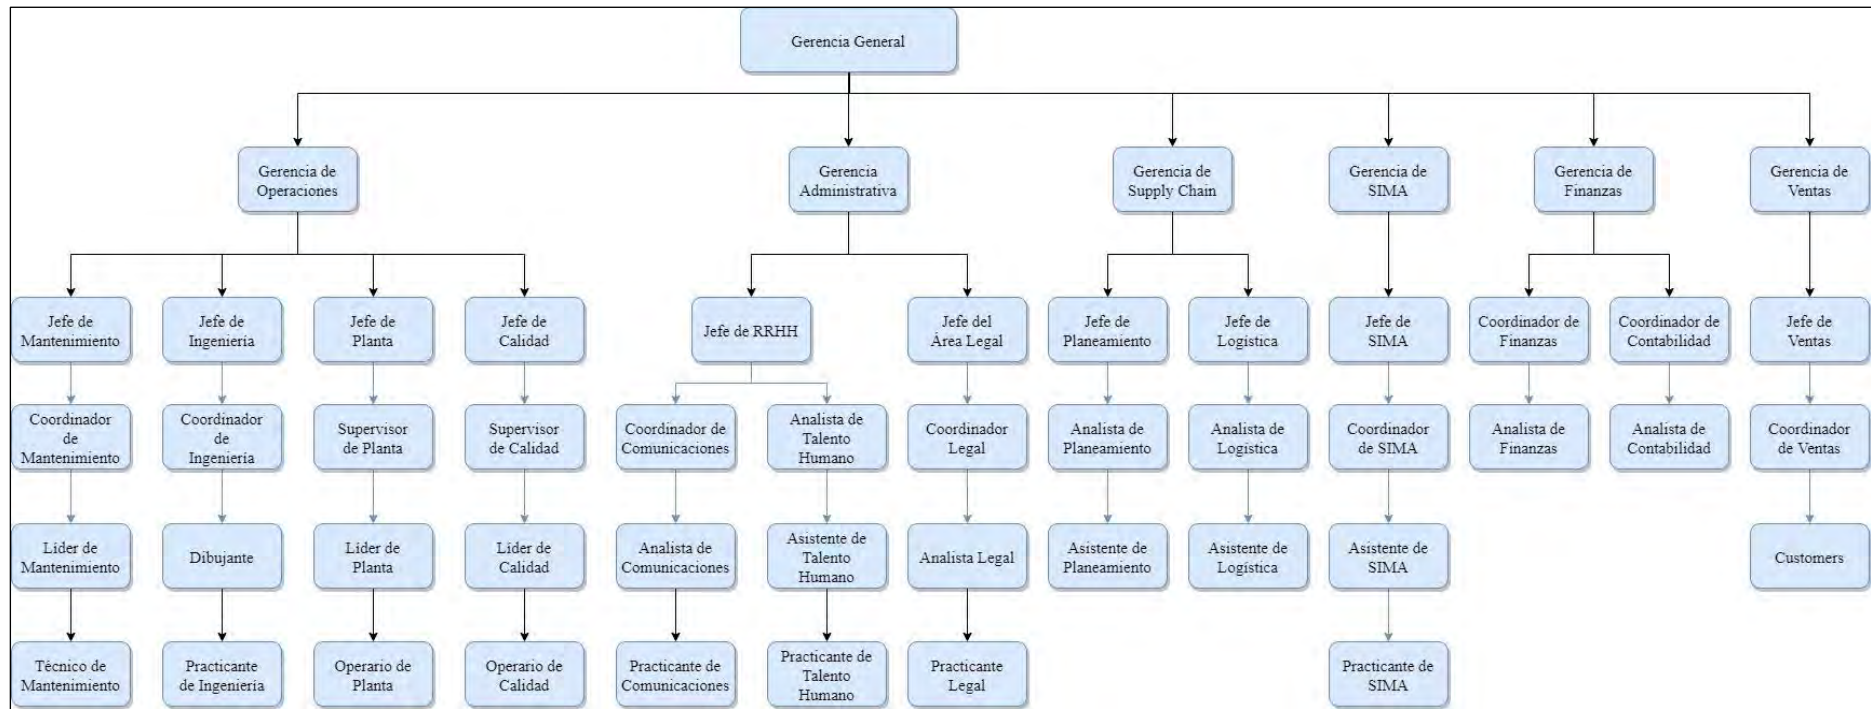 Gerencia General
Gerencia de
Operaciones
Gerencia
Administrativa
Gerencia de
Supply Chain
Gerencia de
SIMA
Gerencia de
Finanzas
Gerencia de
Ventas
Jefe de
Mantenimiento
Jefe de
Ingeniería
Jefe de
Planta
Jefe de
Calidad
Jefe de RRHH
Jefe del
Área Legal
Jefe de
Planeamiento
Jefe de
Logística
Jefe de
SIMA
Coordinador de
Finanzas
Coordinador de
Contabilidad
Jefe de
Ventas
Coordinador
de
Mantenimiento
Coordinador
de
Ingeniería
Supervisor
de Planta
Supervisor
de Calidad
Coordinador de
Comunicaciones
Analista de
Talento
Humano
Coordinador
Legal
Analista de
Planeamiento
Analista de
Logística
Coordinador
de SIMA
Analista de
Finanzas
Analista de
Contabilidad
Coordinador
de Ventas
Líder de
Mantenimiento
Dibujante
Líder de
Planta
Líder de
Calidad
Analista de
Comunicaciones
Asistente de
Talento
Humano
Analista Legal
Asistente de
Planeamiento
Asistente de
Logística
Asistente de
SIMA
Customers
Técnico de
Mantenimiento
Practicante
de Ingeniería
Operario de
Planta
Operario de
Calidad
Practicante de
Comunicaciones
Practicante de
Talento
Humano
Practicante
Legal
Practicante de
SIMA